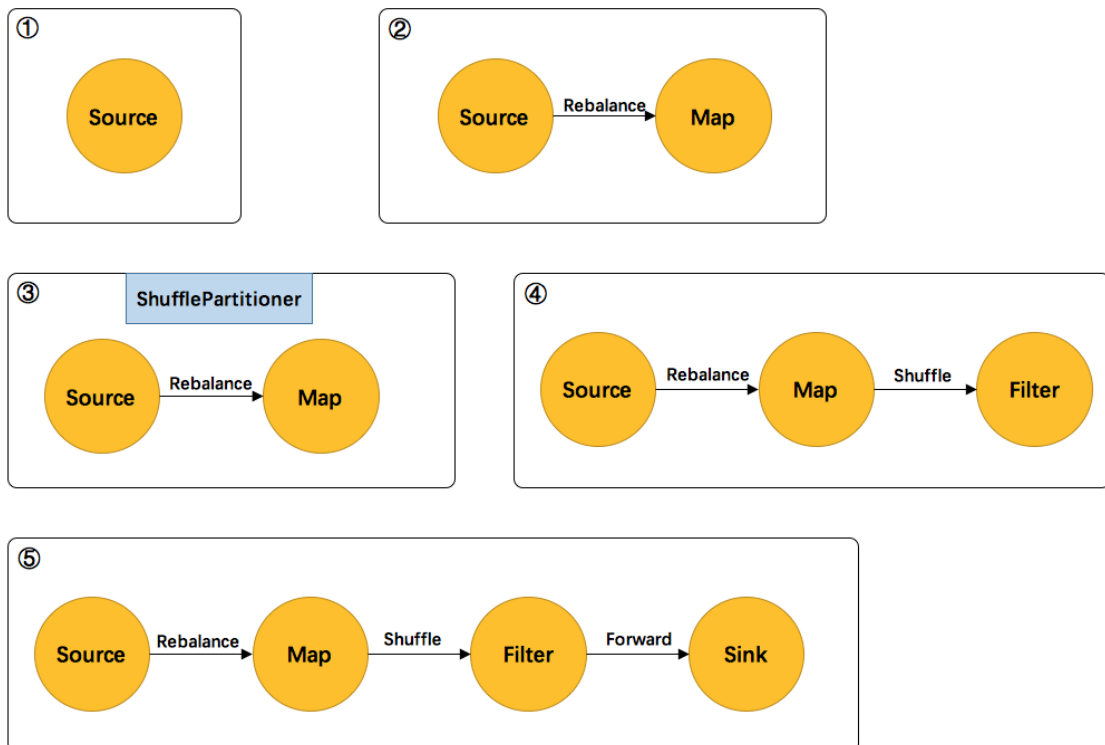 ①
Source
②
Source
Rebalance
Map
③
ShufflePartitioner
Source
Rebalance
Map
④
Source
Rebalance
Map
Shuffle
Filter
⑤
Source
Rebalance
Map
Shuffle
Filter
Forward
Sink